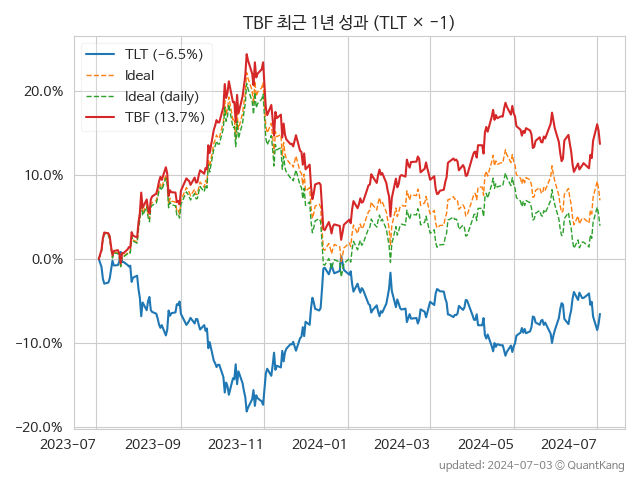 TBF 최근 1년 성과 (TLT × −1)
TLT (−6.5%)
Ideal
Ideal (daily)
TBF (13.7%)
20.0%
10.0%
0.0%
−10.0%
−20.0%
2023-07 2023-09 2023-11 2024-01 2024-03 2024-05 2024-07
updated: 2024-07-03 © QuantKang